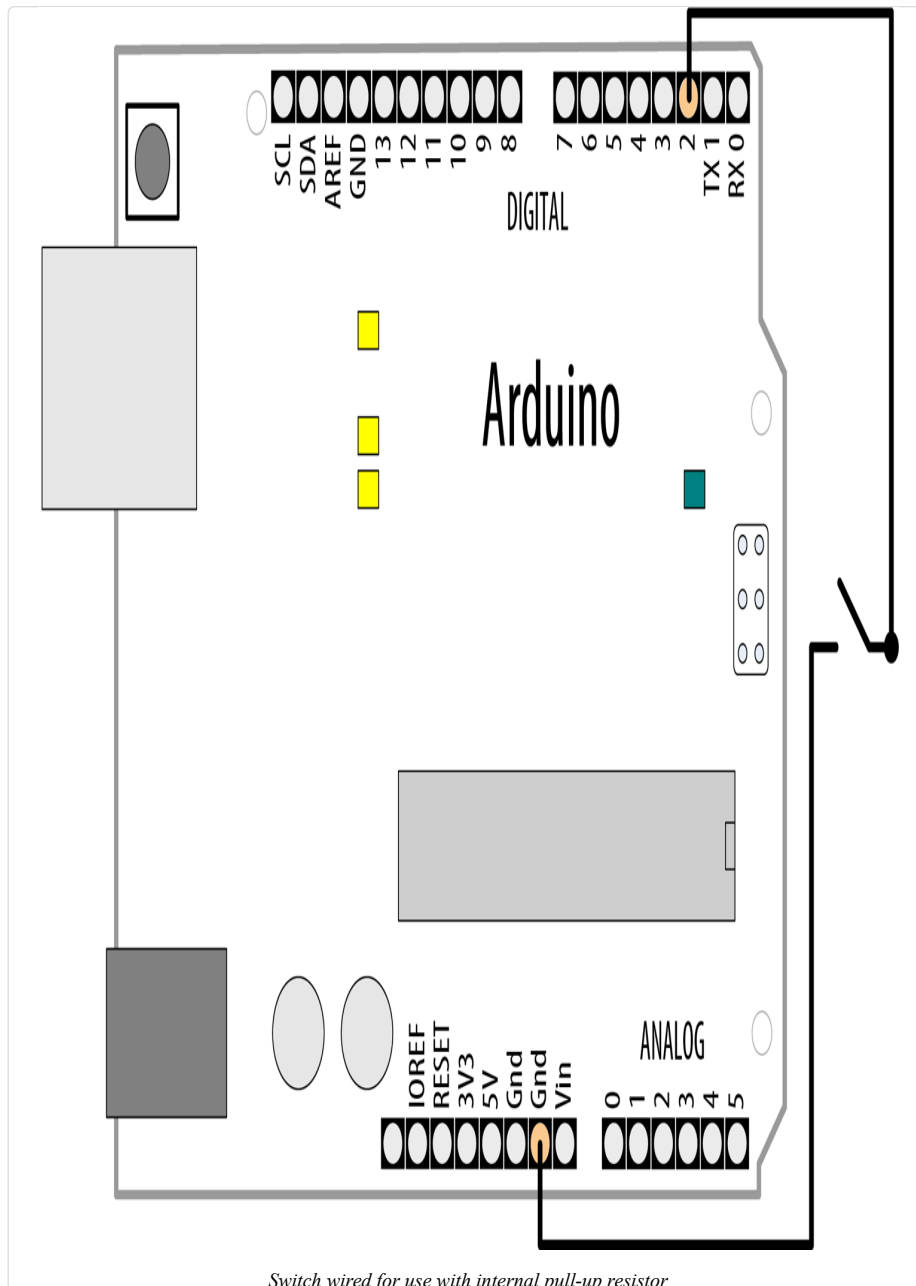 SCL
SDA
AREF
GND
13
12
11
10
9
8
7
6
5
4
3
2
TX 1
RX 0
DIGITAL
Arduino
ANALOG
IOREF
RESET
3V3
5V
Gnd
Gnd
Vin
0
1
2
3
4
5
Switch wired for use with internal pull-up resistor